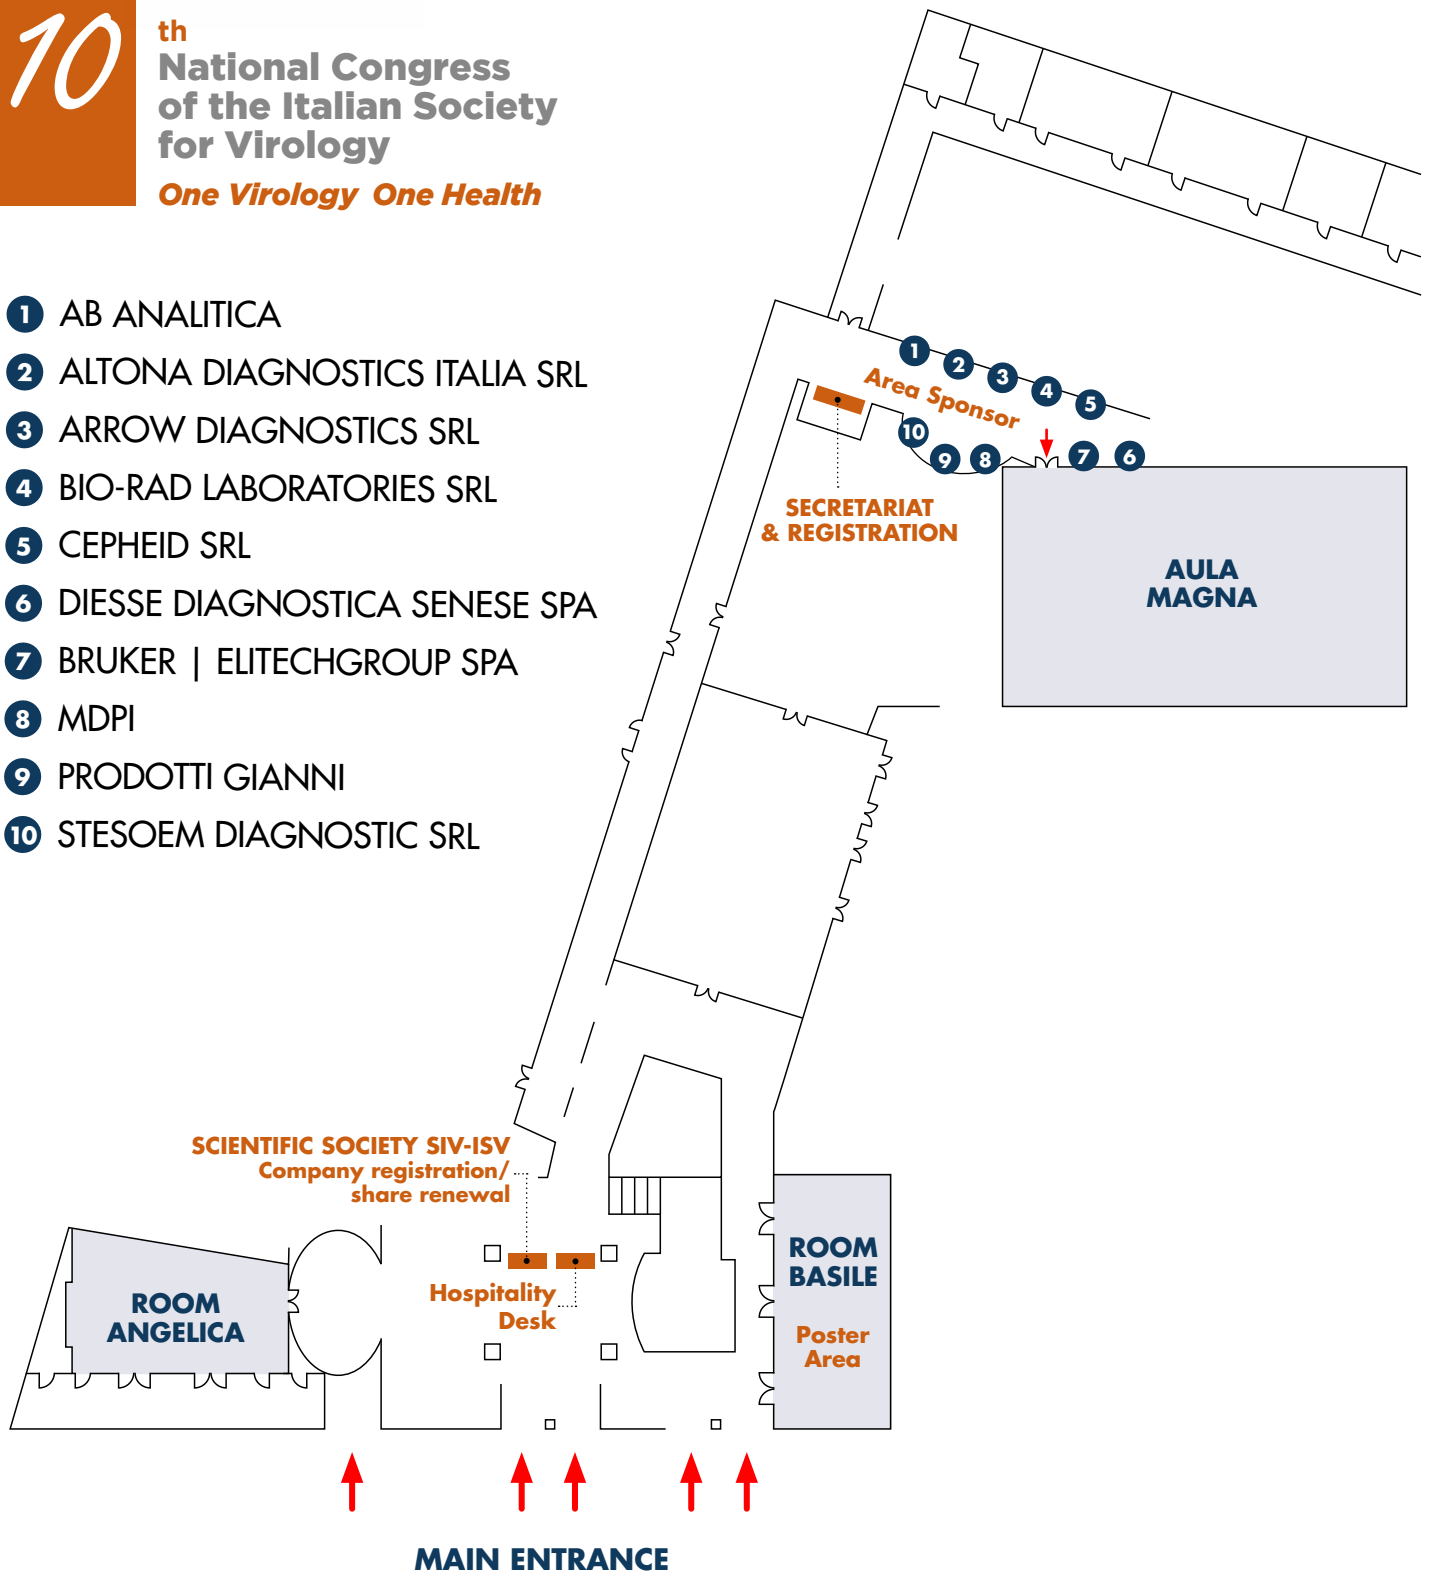 10
th
National Congress
of the Italian Society
for Virology
One Virology One Health
1 AB ANALITICA
2 ALTONA DIAGNOSTICS ITALIA SRL
3 ARROW DIAGNOSTICS SRL
4 BIO-RAD LABORATORIES SRL
5 CEPHEID SRL
6 DIESSE DIAGNOSTICA SENESE SPA
7 BRUKER | ELITECHGROUP SPA
8 MDPI
9 PRODOTTI GIANNI
10 STESOEM DIAGNOSTIC SRL
1
2
3
4
5
Area Sponsor
10
9
8
7
6
SECRETARIAT
& REGISTRATION
AULA
MAGNA
SCIENTIFIC SOCIETY SIV-ISV
Company registration/
share renewal
Hospitality
Desk
ROOM
ANGELICA
ROOM
BASILE
Poster
Area
MAIN ENTRANCE